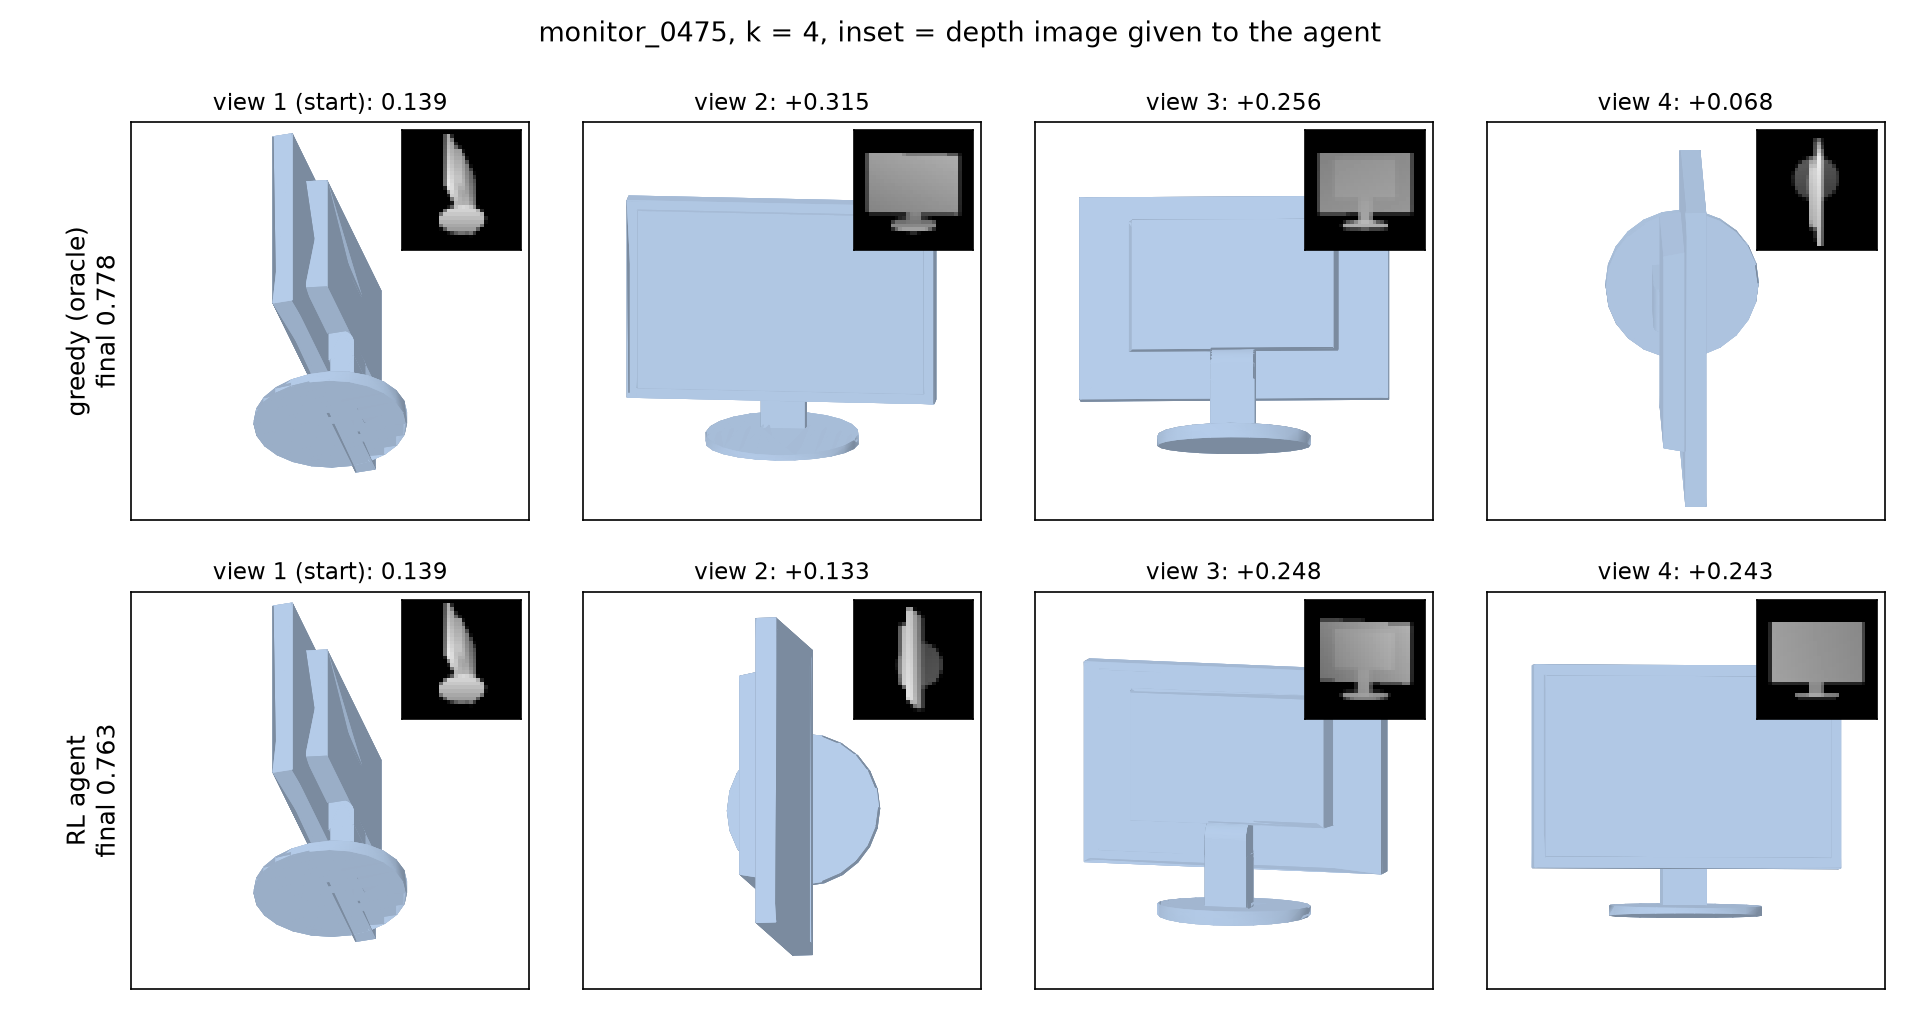 monitor_0475, k = 4, inset = depth image given to the agent
greedy (oracle)
final 0.778
view 1 (start): 0.139
view 2: +0.315
view 3: +0.256
view 4: +0.068
RL agent
final 0.763
view 1 (start): 0.139
view 2: +0.133
view 3: +0.248
view 4: +0.243